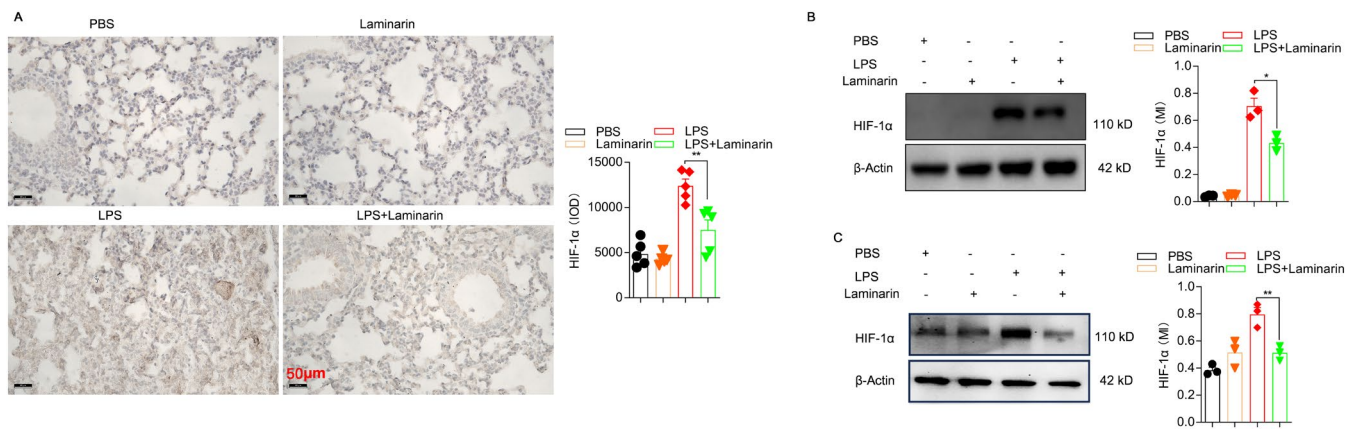 A
PBS
Laminarin
LPS
LPS+Laminarin
50μm
PBS
LPS
Laminarin
LPS+Laminarin
**
15000
10000
5000
0
HIF-1α (IOD)
B
PBS + - - -
LPS - - + +
Laminarin - + - +
HIF-1α
110 kD
β-Actin
42 kD
PBS
LPS
Laminarin
LPS+Laminarin
*
1.0
0.8
0.6
0.4
0.2
0.0
HIF-1α (MI)
C
PBS + - - -
LPS - - + +
Laminarin - + - +
HIF-1α
110 kD
β-Actin
42 kD
PBS
LPS
Laminarin
LPS+Laminarin
**
1.0
0.8
0.6
0.4
0.2
0.0
HIF-1α (MI)